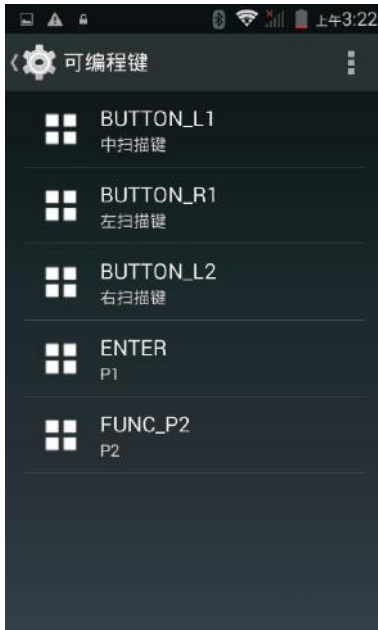 上午3:22
可编程键
BUTTON_L1
中扫描键
BUTTON_R1
左扫描键
BUTTON_L2
右扫描键
ENTER
P1
FUNC_P2
P2